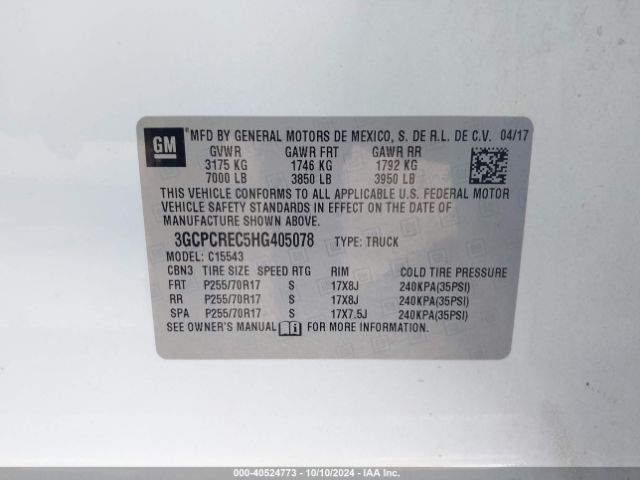 GM
MFD BY GENERAL MOTORS DE MEXICO, S. DE R.L. DE C.V. 04/17
GVWR GAWR FRT GAWR RR
3175 KG 1746 KG 1792 KG
7000 LB 3850 LB 3950 LB
THIS VEHICLE CONFORMS TO ALL APPLICABLE U.S. FEDERAL MOTOR
VEHICLE SAFETY STANDARDS IN EFFECT ON THE DATE OF
MANUFACTURE SHOWN ABOVE.
3GCPCREC5HG405078 TYPE: TRUCK
MODEL: C15543
CBN3 TIRE SIZE SPEED RTG RIM COLD TIRE PRESSURE
FRT P255/70R17 S 17X8J 240KPA(35PSI)
RR P255/70R17 S 17X8J 240KPA(35PSI)
SPA P255/70R17 S 17X7.5J 240KPA(35PSI)
SEE OWNER'S MANUAL FOR MORE INFORMATION.
000-40524773 - 10/10/2024 - IAA Inc.